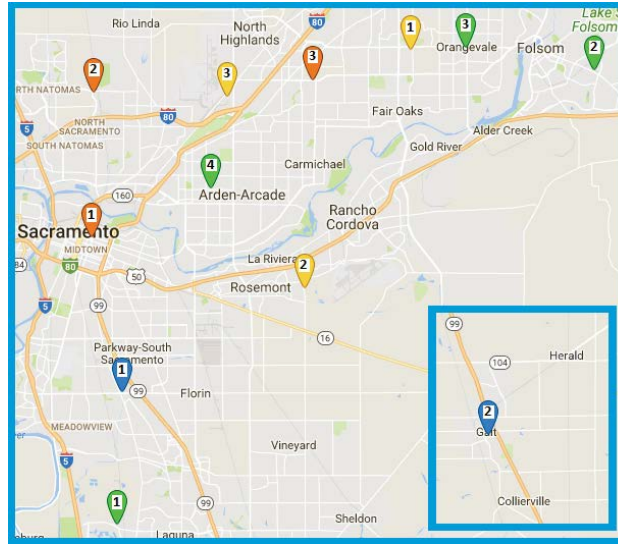 Rio Linda
North
Highlands
80
1
3
Orangevale
Lake
Folsom
Folsom
2
2
3
3
RTH NATOMAS
5
NORTH
SACRAMENTO
80
SOUTH NATOMAS
Fair Oaks
Alder Creek
Gold River
4
Carmichael
160
Arden-Arcade
1
Sacramento
MIDTOWN
Rancho
Cordova
84
80
50
La Riviera
2
Rosemont
5
99
16
Parkway-South
Sacramento
1
99
Florin
MEADOWVIEW
5
Vineyard
99
1
Laguna
Sheldon
99
104
Herald
2
Galt
Collierville